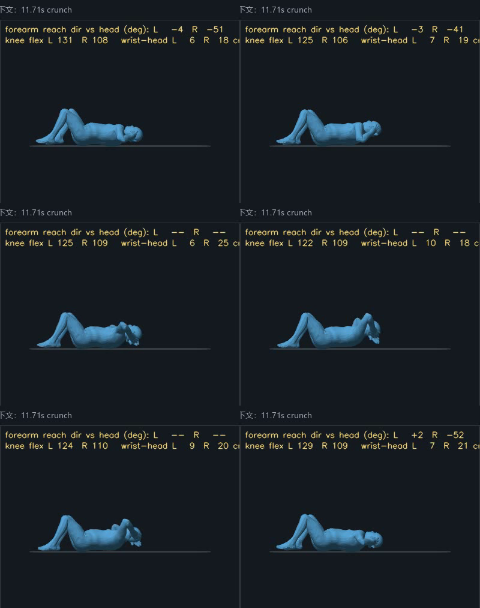 下文: 11.71s crunch
forearm reach dir vs head (deg): L −4 R −51
knee flex L 131 R 108 wrist-head L 6 R 18
下文: 11.71s crunch
forearm reach dir vs head (deg): L −3 R −41
knee flex L 125 R 106 wrist-head L 7 R 19
下文: 11.71s crunch
forearm reach dir vs head (deg): L -- R --
knee flex L 125 R 109 wrist-head L 6 R 25
下文: 11.71s crunch
forearm reach dir vs head (deg): L -- R --
knee flex L 122 R 109 wrist-head L 10 R 18
下文: 11.71s crunch
forearm reach dir vs head (deg): L -- R --
knee flex L 124 R 110 wrist-head L 9 R 20
下文: 11.71s crunch
forearm reach dir vs head (deg): L +2 R −52
knee flex L 129 R 109 wrist-head L 7 R 21